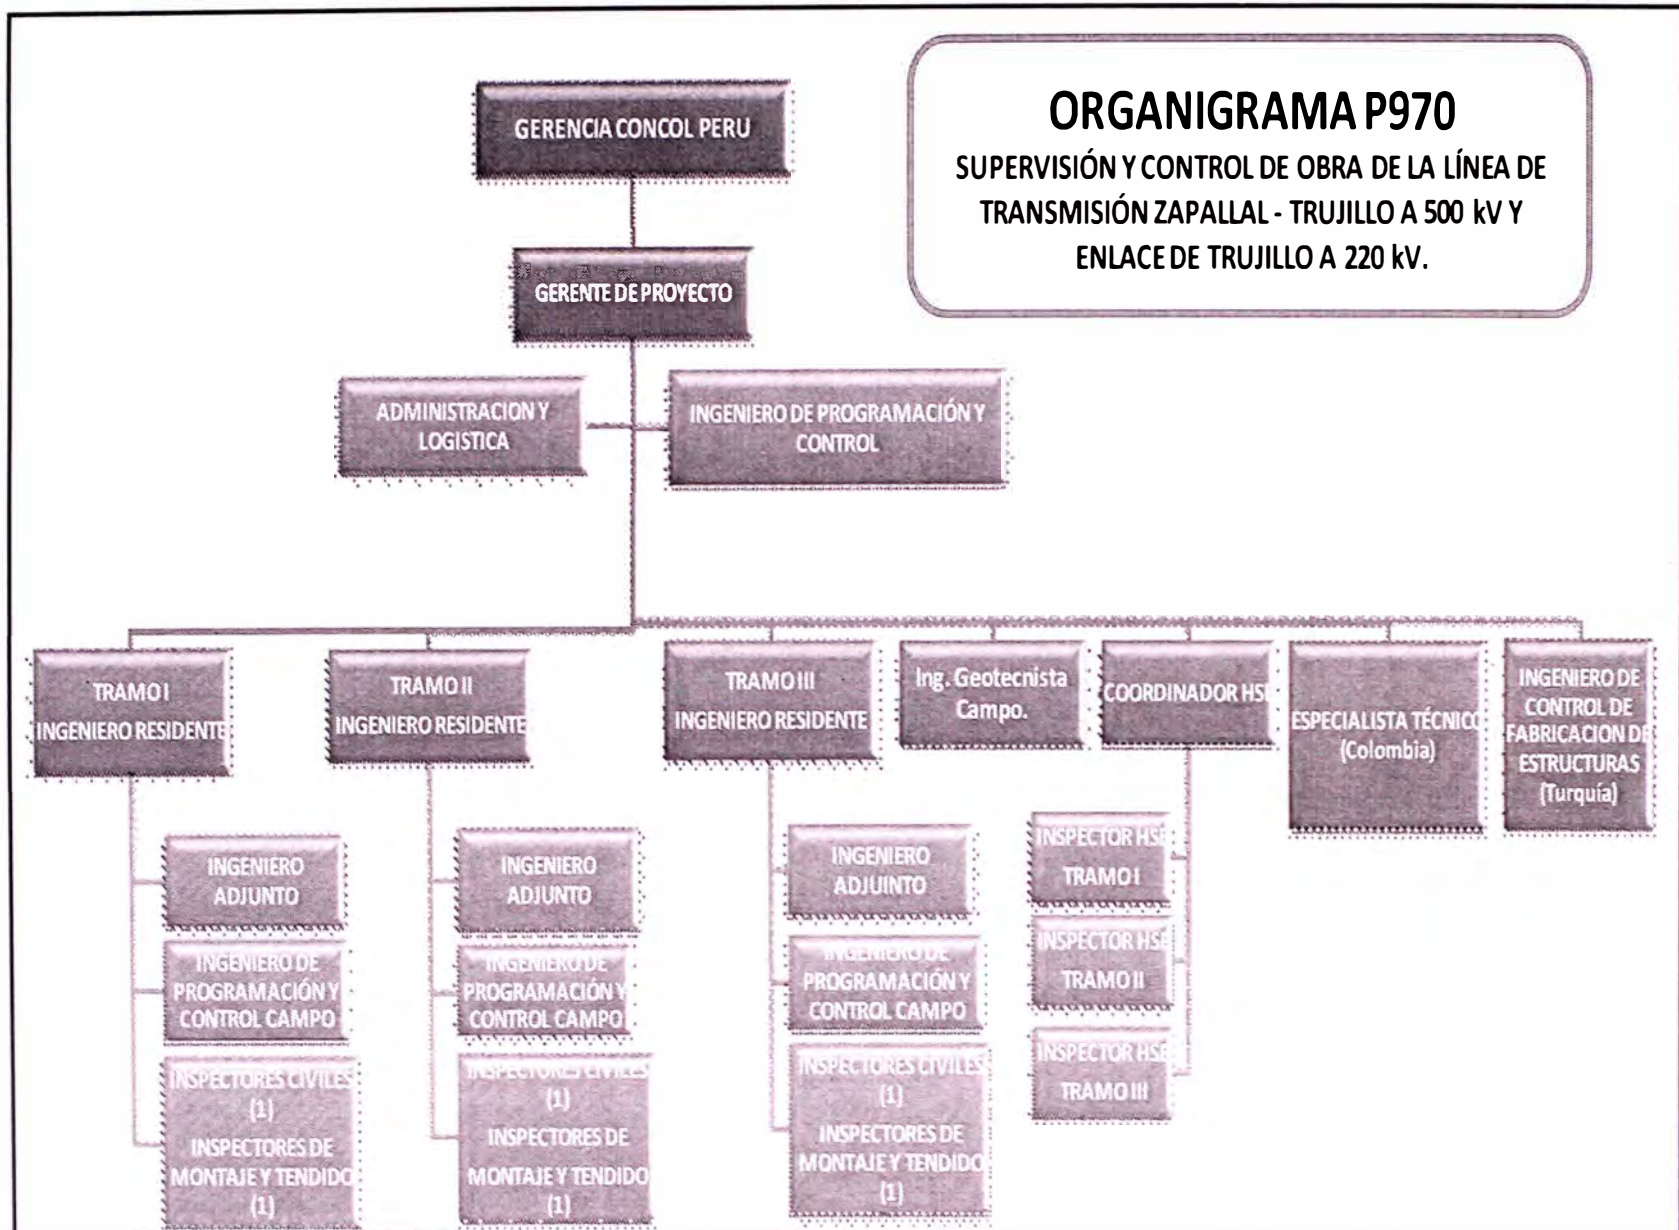 ORGANIGRAMA P970
SUPERVISIÓN Y CONTROL DE OBRA DE LA LÍNEA DE
TRANSMISIÓN ZAPALLAL - TRUJILLO A 500 kV Y
ENLACE DE TRUJILLO A 220 kV.
GERENCIA CONCOL PERU
GERENTE DE PROYECTO
ADMINISTRACION Y
LOGISTICA
INGENIERO DE PROGRAMACIÓN Y
CONTROL
TRAMO I
INGENIERO RESIDENTE
TRAMO II
INGENIERO RESIDENTE
TRAMO III
INGENIERO RESIDENTE
Ing. Geotecnista
Campo.
COORDINADOR HSE
ESPECIALISTA TÉCNICO
(Colombia)
INGENIERO DE
CONTROL DE
FABRICACION DE
ESTRUCTURAS
(Turquía)
INGENIERO
ADJUNTO
INGENIERO DE
PROGRAMACIÓN Y
CONTROL CAMPO
INSPECTORES CIVILES
(1)
INSPECTORES DE
MONTAJE Y TENDIDO
(1)
INGENIERO
ADJUNTO
INGENIERO DE
PROGRAMACIÓN Y
CONTROL CAMPO
INSPECTORES CIVILES
(1)
INSPECTORES DE
MONTAJE Y TENDIDO
(1)
INGENIERO
ADJUINTO
INGENIERO DE
PROGRAMACIÓN Y
CONTROL CAMPO
INSPECTORES CIVILES
(1)
INSPECTORES DE
MONTAJE Y TENDIDO
(1)
INSPECTOR HSE
TRAMO I
INSPECTOR HSE
TRAMO II
INSPECTOR HSE
TRAMO III